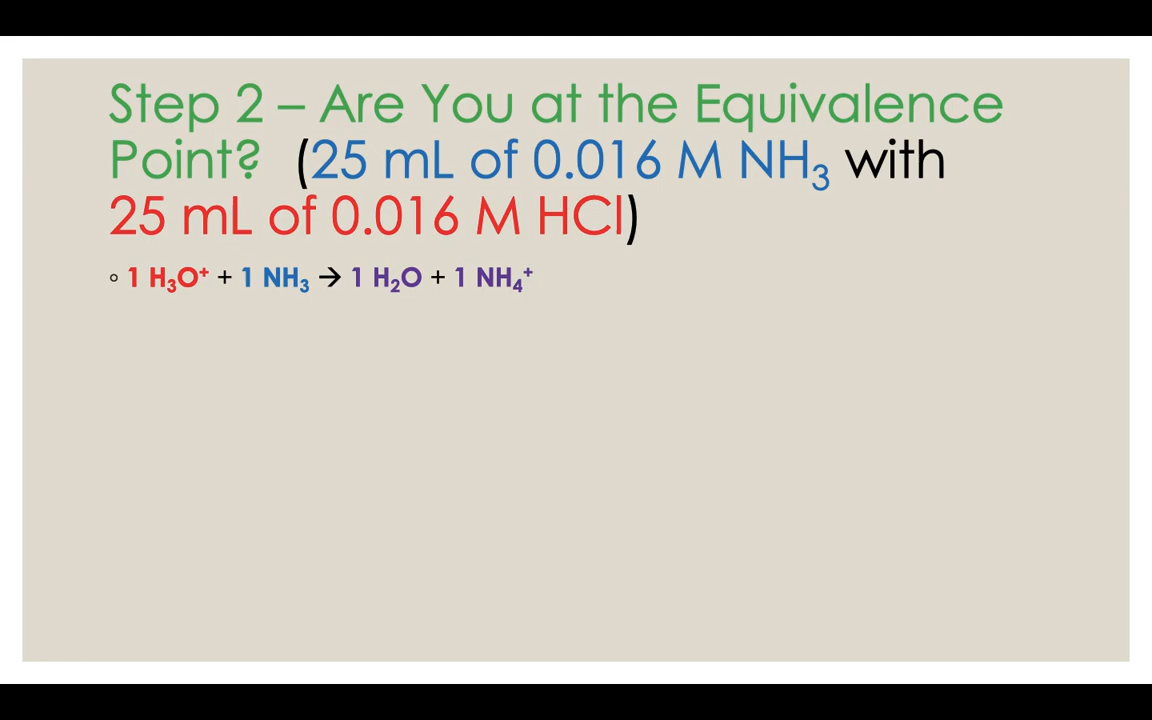 Step 2 – Are You at the Equivalence
Point? (25 mL of 0.016 M NH₃ with
25 mL of 0.016 M HCl)
◦ 1 H₃O⁺ + 1 NH₃ → 1 H₂O + 1 NH₄⁺